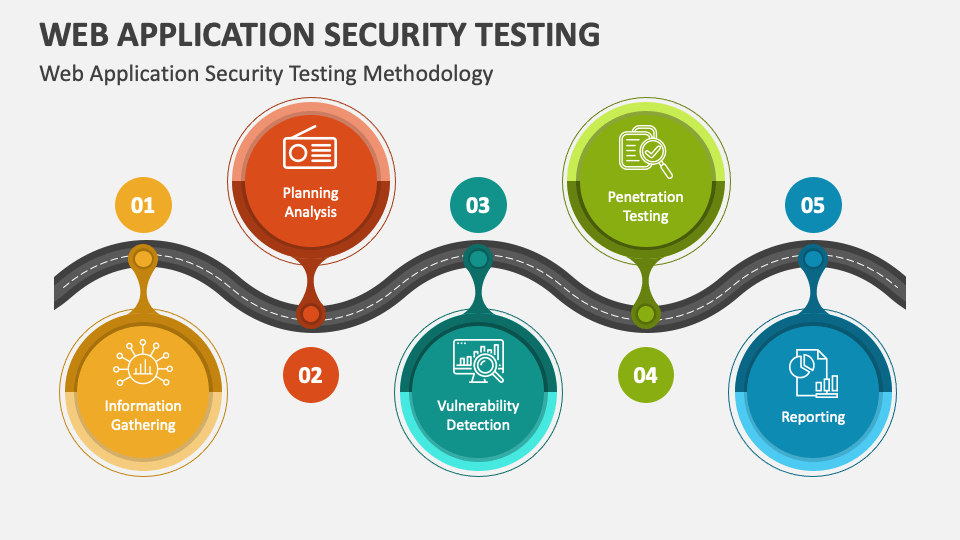 WEB APPLICATION SECURITY TESTING
Web Application Security Testing Methodology
01
Information
Gathering
Planning
Analysis
02
03
Vulnerability
Detection
Penetration
Testing
04
05
Reporting